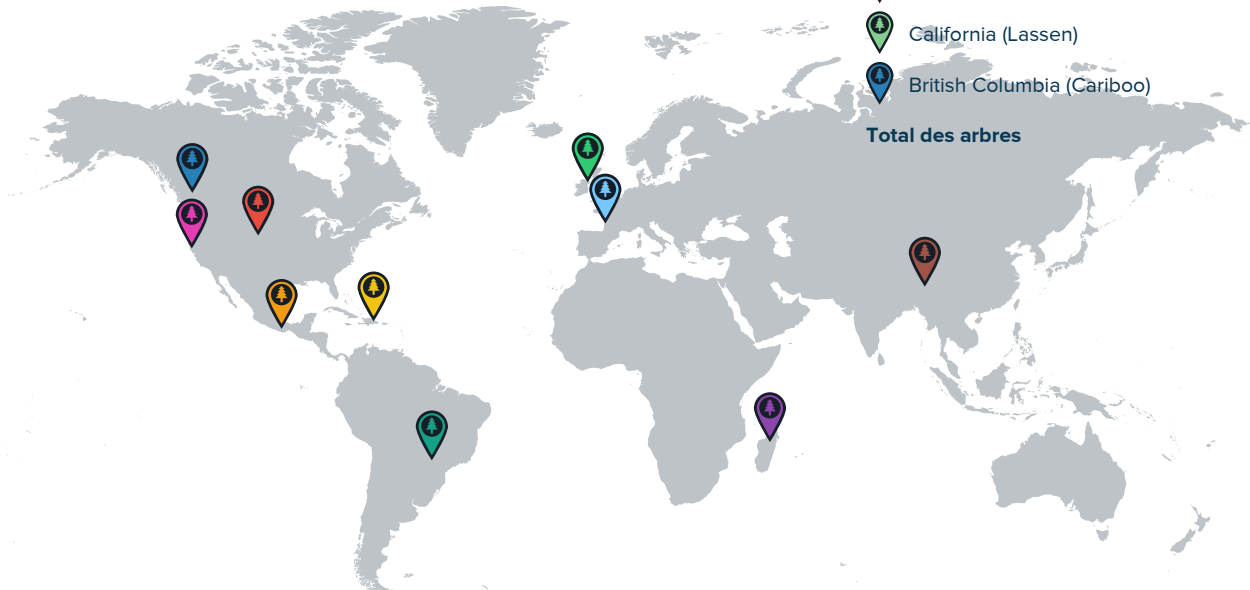 California (Lassen)
British Columbia (Cariboo)
Total des arbres